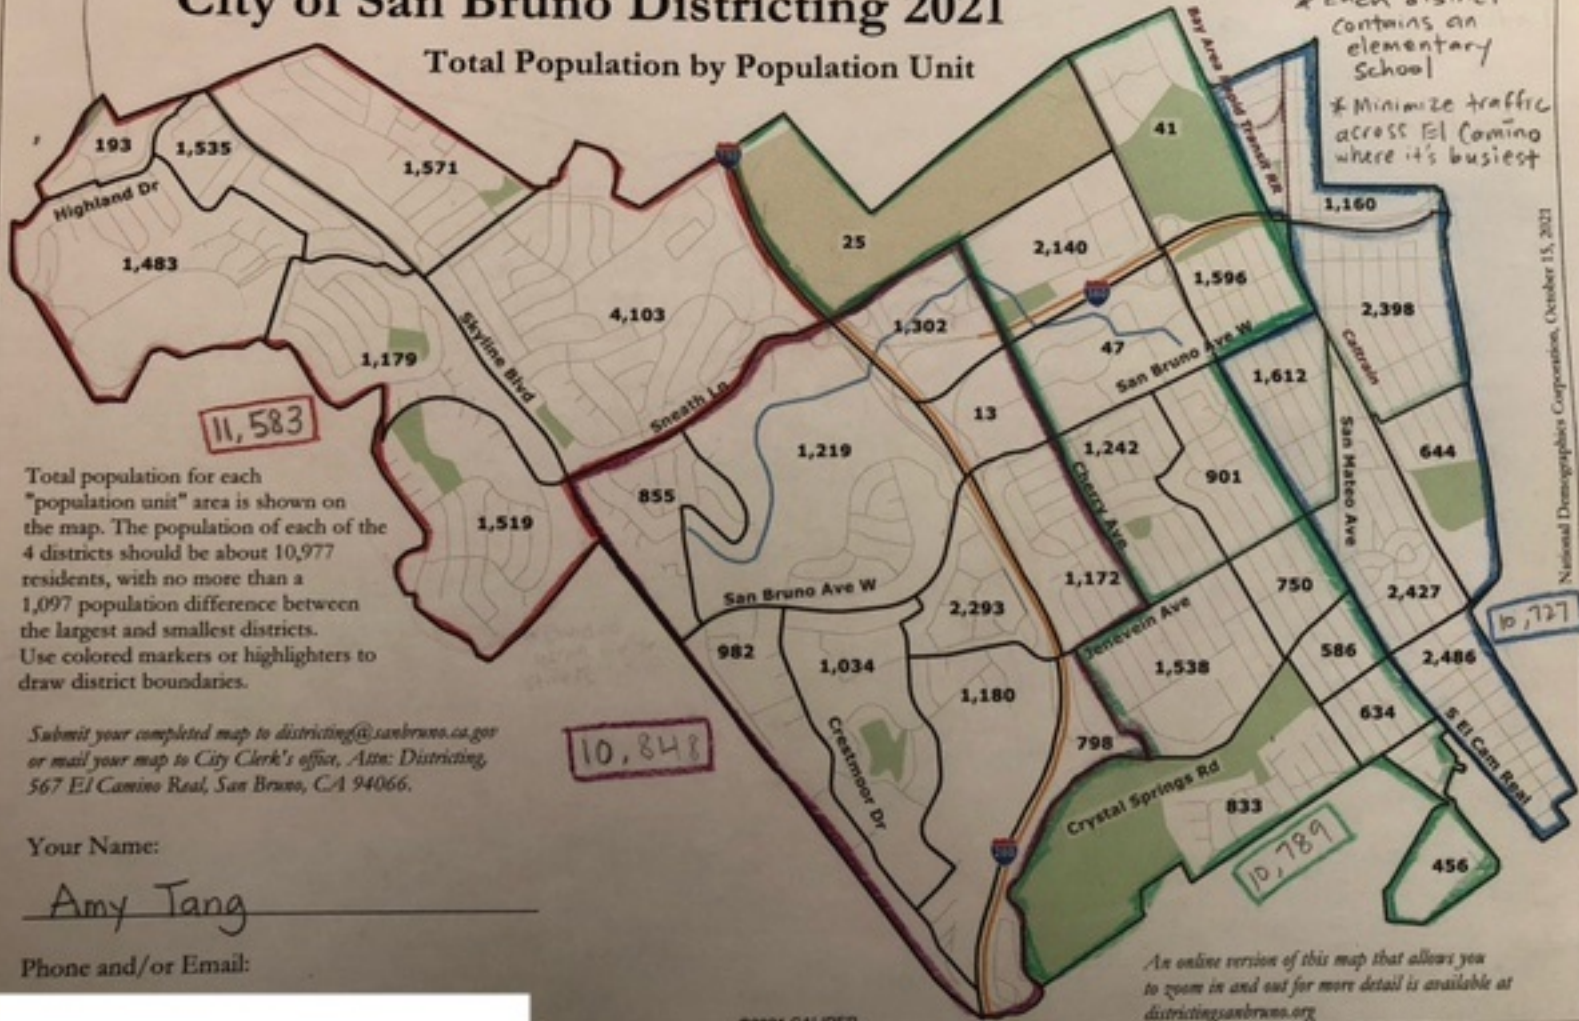 City of San Bruno Districting 2021
Total Population by Population Unit
contains an
elementary
School
* Minimize traffic
across El Camino
where it's busiest
Bay Area Rapid Transit RR
193
1,535
1,571
Highland Dr
1,483
41
1,160
25
2,140
1,596
2,398
4,103
1,302
Skyline Blvd
1,179
47
San Bruno Ave W
Caltrain
1,612
Sneath Ln
13
11,583
1,219
1,242
901
San Mateo Ave
644
855
Cherry Ave
1,519
Total population for each
"population unit" area is shown on
the map. The population of each of the
4 districts should be about 10,977
residents, with no more than a
1,097 population difference between
the largest and smallest districts.
Use colored markers or highlighters to
draw district boundaries.
San Bruno Ave W
2,293
1,172
750
2,427
10,727
Jenevein Ave
982
1,034
1,180
1,538
586
2,486
634
S El Cam Real
Submit your completed map to districting@sanbruno.ca.gov
or mail your map to City Clerk's office, Attn: Districting,
567 El Camino Real, San Bruno, CA 94066.
10,848
Crestmoor Dr
798
Crystal Springs Rd
833
10,789
456
Your Name:
Amy Tang
Phone and/or Email:
An online version of this map that allows you
to zoom in and out for more detail is available at
districtingsanbruno.org
National Demographics Corporation, October 15, 2021